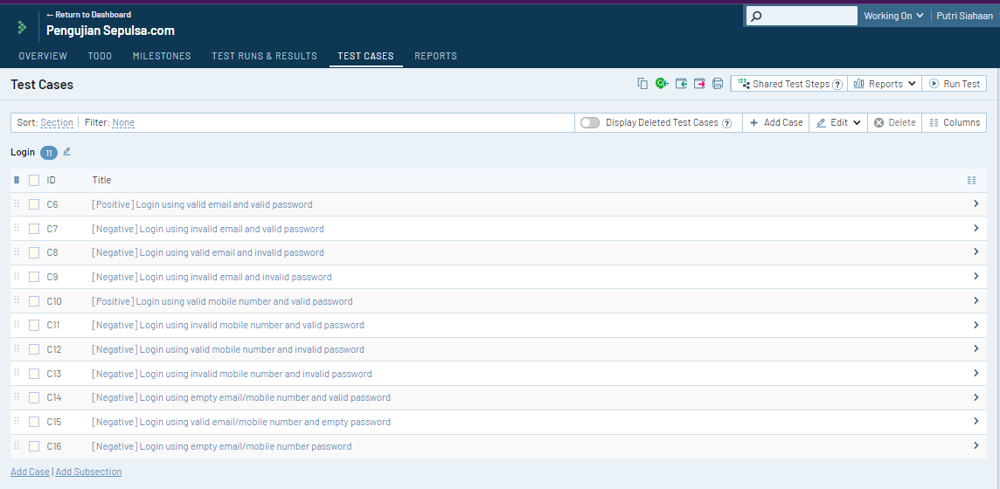 ← Return to Dashboard
Pengujian Sepulsa.com
Working On
Putri Siahaan
OVERVIEW TODO MILESTONES TEST RUNS & RESULTS TEST CASES REPORTS
Test Cases
123 Shared Test Steps ? Reports Run Test
Sort: Section Filter: None
Display Deleted Test Cases ? + Add Case Edit Delete Columns
Login 11
ID Title
C6 [Positive] Login using valid email and valid password
C7 [Negative] Login using invalid email and valid password
C8 [Negative] Login using valid email and invalid password
C9 [Negative] Login using invalid email and invalid password
C10 [Positive] Login using valid mobile number and valid password
C11 [Negative] Login using invalid mobile number and valid password
C12 [Negative] Login using valid mobile number and invalid password
C13 [Negative] Login using invalid mobile number and invalid password
C14 [Negative] Login using empty email/mobile number and valid password
C15 [Negative] Login using valid email/mobile number and empty password
C16 [Negative] Login using empty email/mobile number password
Add Case | Add Subsection